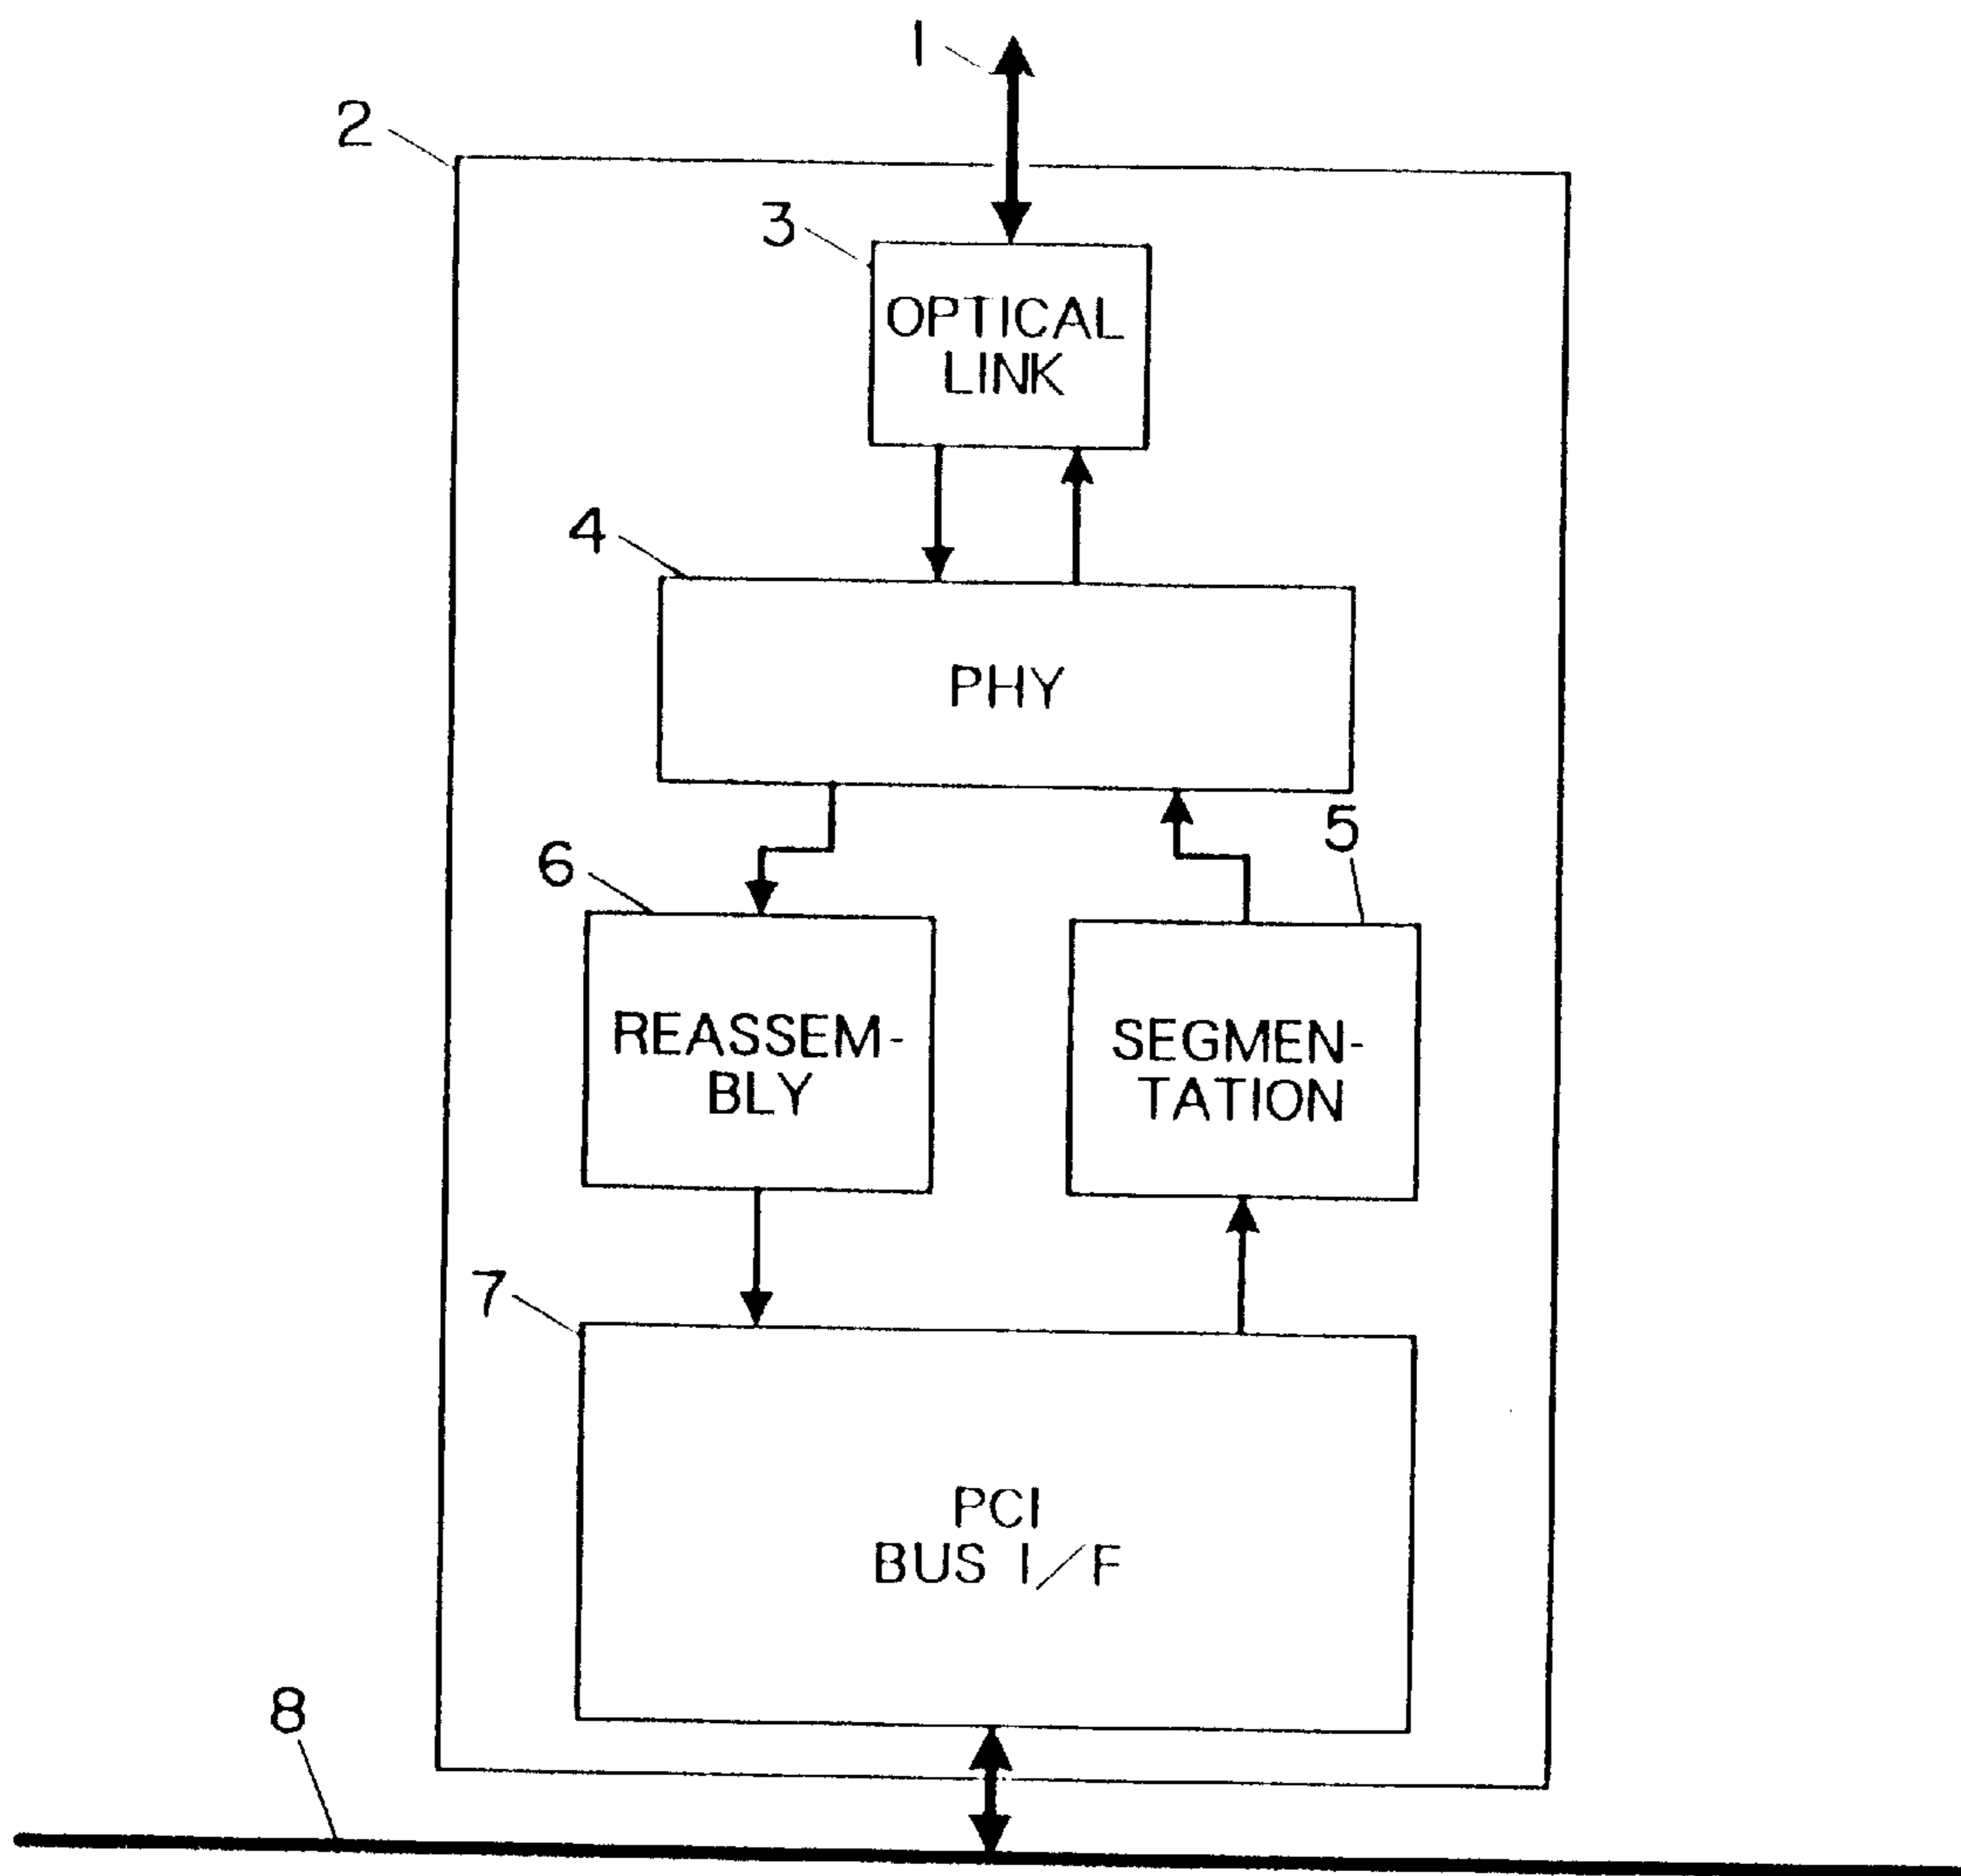 1
2
3
OPTICAL
LINK
4
PHY
5
6
REASSEM-
BLY
SEGMEN-
TATION
7
PCI
BUS I/F
8